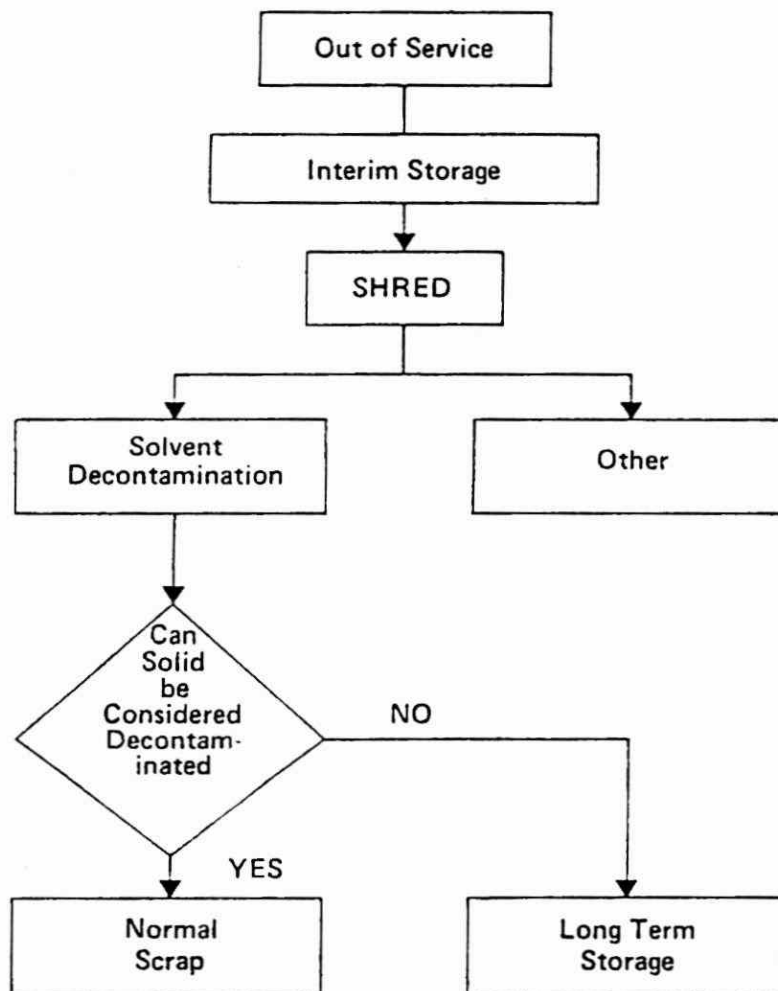 Out of Service
Interim Storage
SHRED
Solvent
Decontamination
Other
Can
Solid
be
Considered
Decontam-
inated
NO
YES
Normal
Scrap
Long Term
Storage